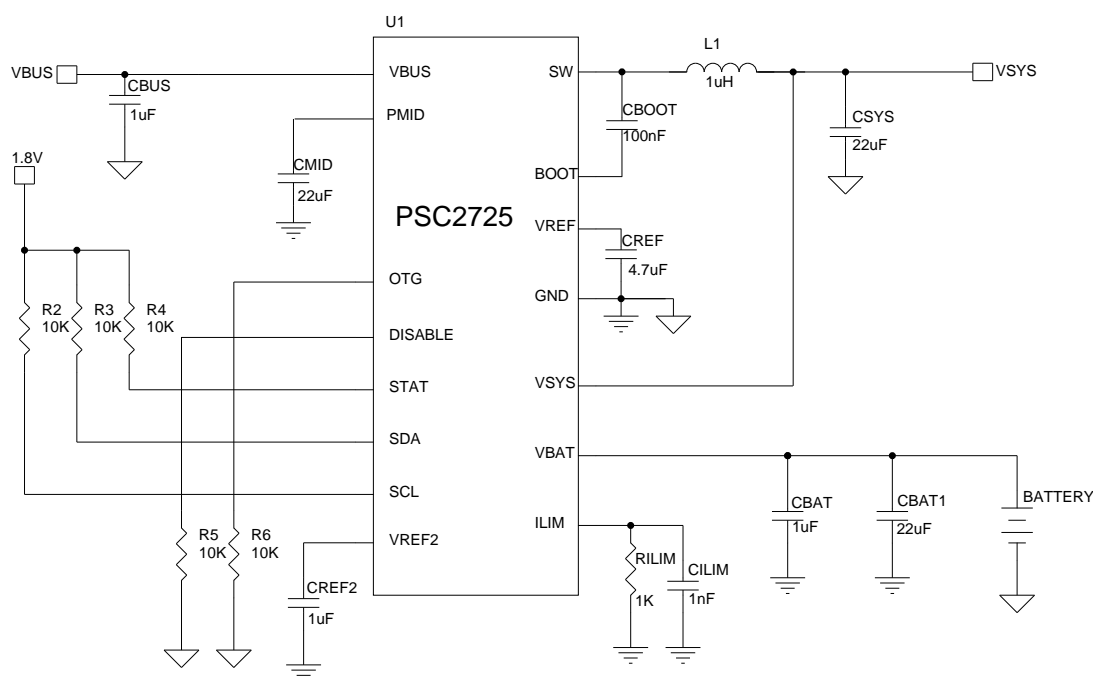 U1
VBUS
CBUS
1uF
1.8V
CMID
22uF
R2
10K
R3
10K
R4
10K
R5
10K
R6
10K
CREF2
1uF
VBUS
PMID
OTG
DISABLE
STAT
SDA
SCL
VREF2
PSC2725
SW
BOOT
VREF
GND
VSYS
VBAT
ILIM
L1
1uH
CBOOT
100nF
CSYS
22uF
VSYS
CREF
4.7uF
CBAT
1uF
CBAT1
22uF
BATTERY
RILIM
1K
CILIM
1nF